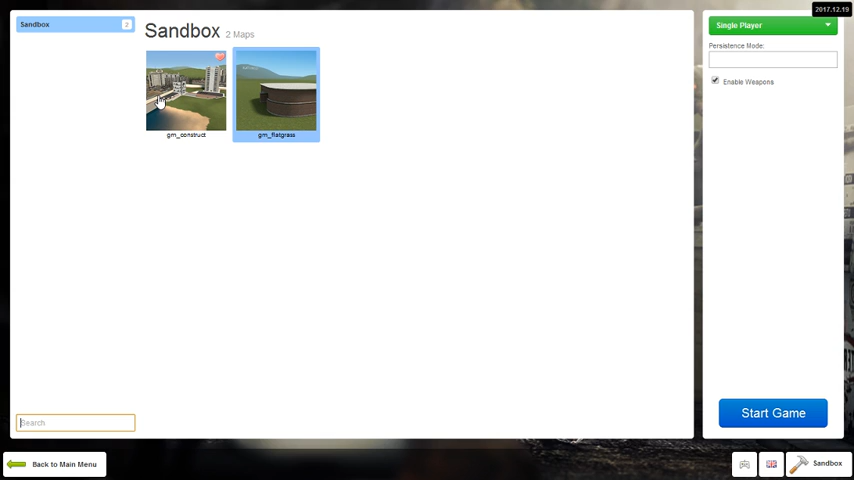 2017.12.19
Sandbox 2
Sandbox 2 Maps
gm_construct
gm_flatgrass
Single Player
Persistence Mode:
Enable Weapons
Search
Start Game
Back to Main Menu
Sandbox